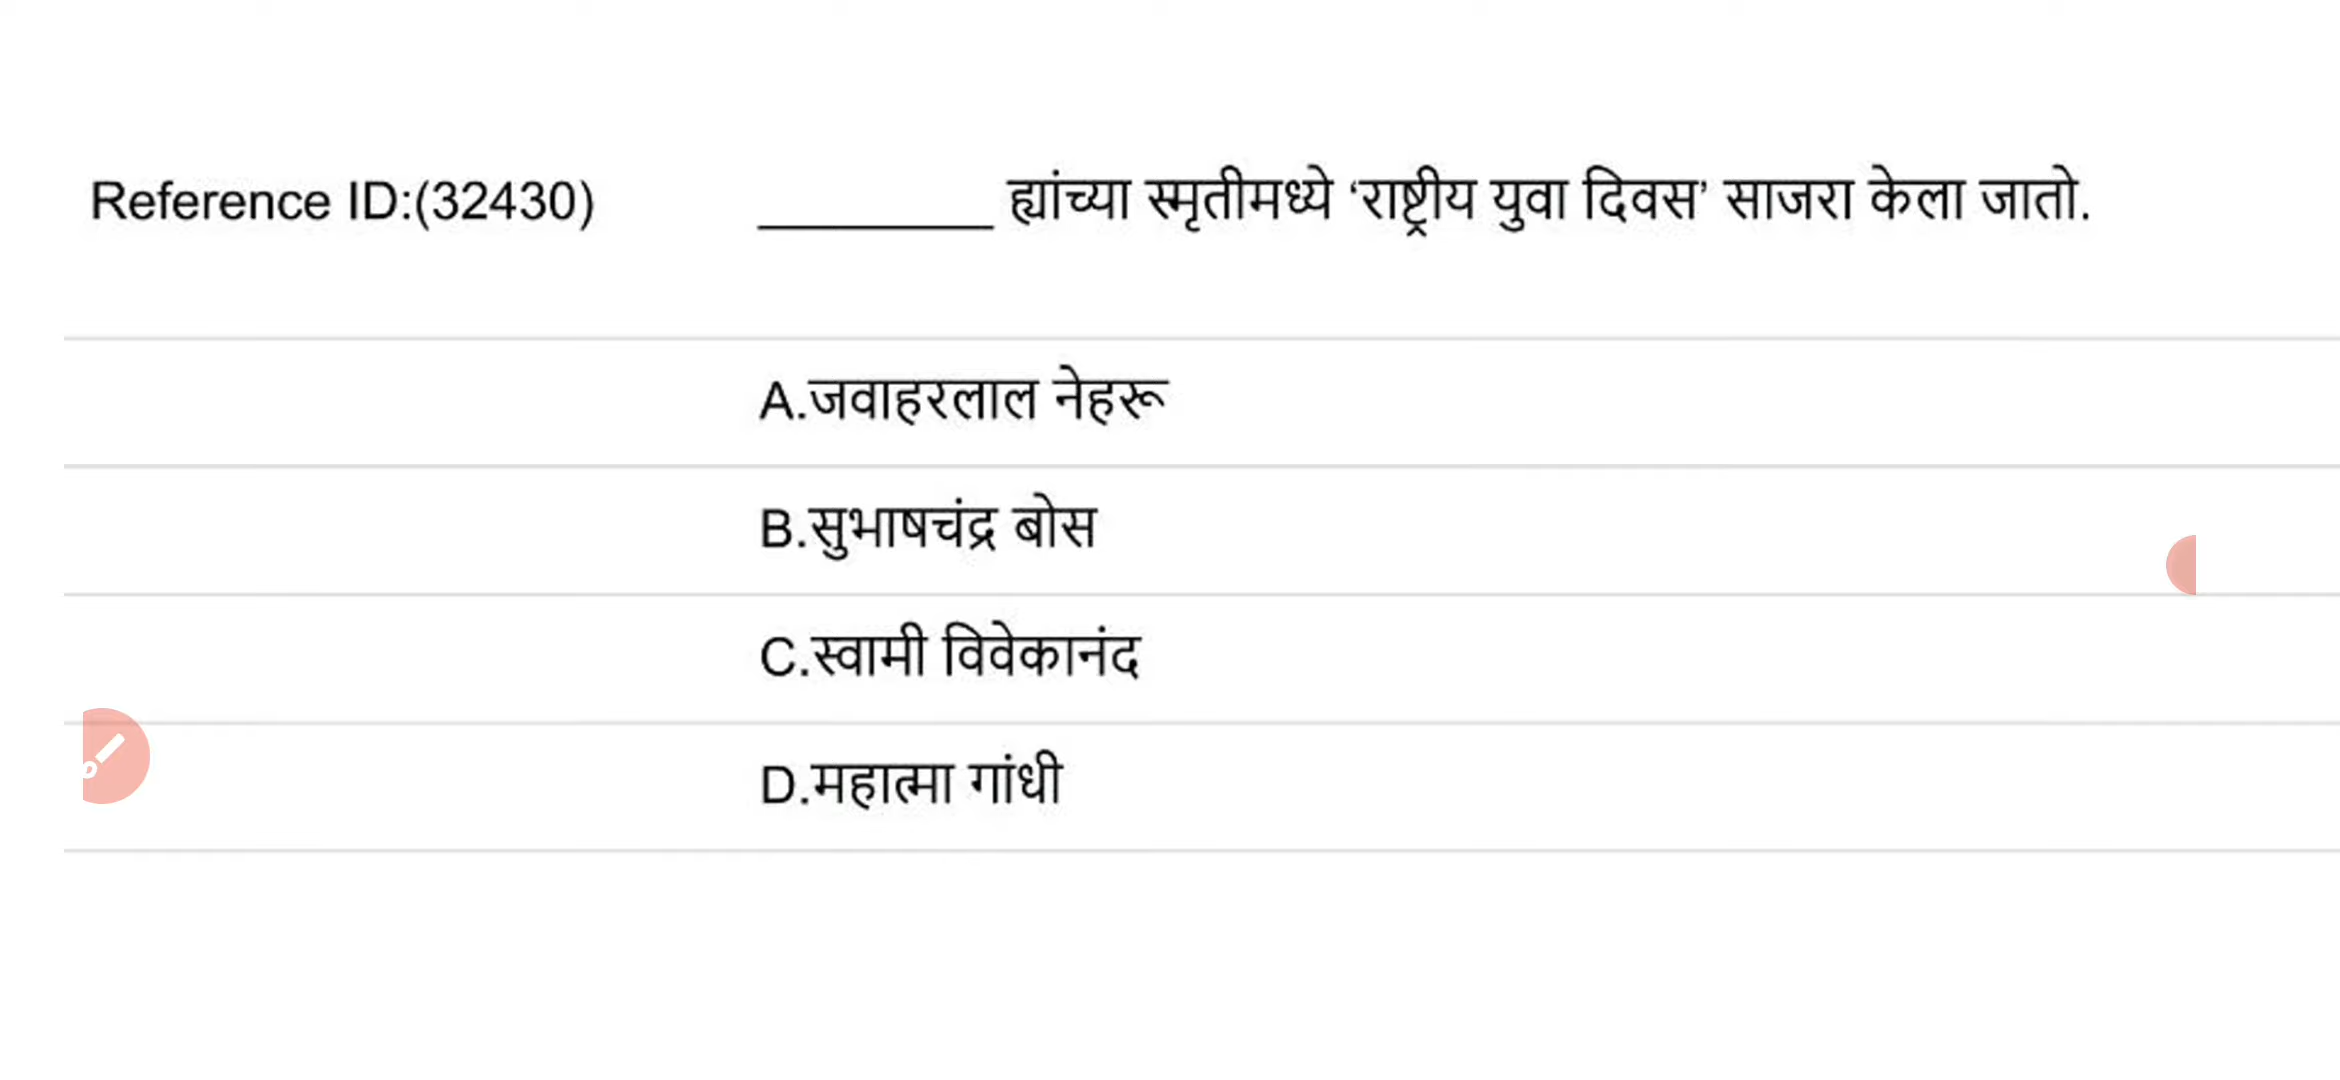 Reference ID:(32430) ________ ह्यांच्या स्मृतीमध्ये ‘राष्ट्रीय युवा दिवस’ साजरा केला जातो.
A.जवाहरलाल नेहरू
B.सुभाषचंद्र बोस
C.स्वामी विवेकानंद
D.महात्मा गांधी